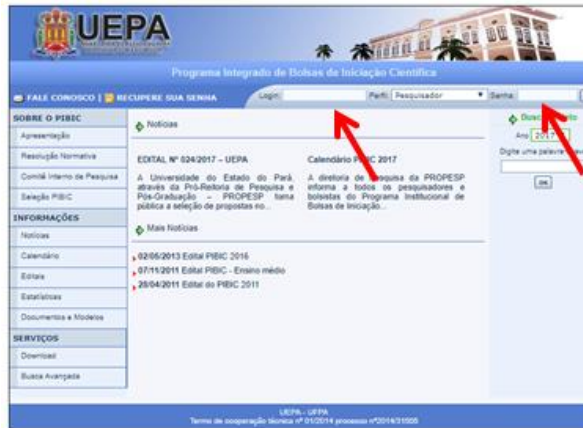 UEPA
Programa Integrado de Bolsas de Iniciação Científica
FALE CONOSCO | RECUPERE SUA SENHA
Login: Perfil: Pesquisador Senha:
SOBRE O PIBIC
Apresentação
Resolução Normativa
Comitê Interno de Pesquisa
Seleção PIBIC
INFORMAÇÕES
Notícias
Calendário
Editais
Estatísticas
Documentos e Modelos
SERVIÇOS
Download
Busca Avançada
Notícias
EDITAL Nº 024/2017 – UEPA
A Universidade do Estado do Pará,
através da Pró-Reitoria de Pesquisa e
Pós-Graduação – PROPESP torna
pública a seleção de propostas no...
Calendário PIBIC 2017
A diretoria de pesquisa da PROPESP
informa a todos os pesquisadores e
bolsistas do Programa Institucional de
Bolsas de Iniciação...
Mais Notícias
02/05/2013 Edital PIBIC 2016
07/11/2011 Edital PIBIC - Ensino médio
28/04/2011 Edital do PIBIC 2011
Ano 2017
Digite uma palavra
OK
UEPA - UFPA
Termo de cooperação técnica nº 01/2014 processo nº2014/31505